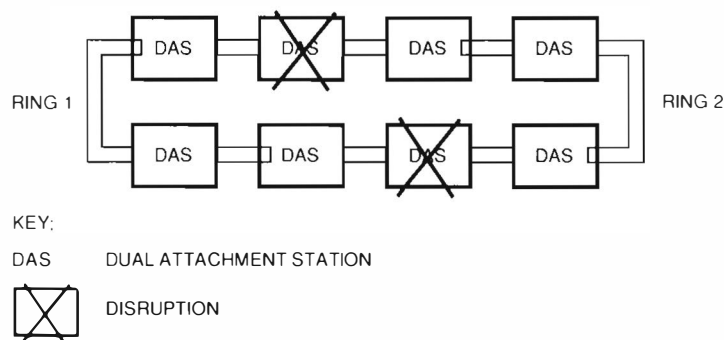 DAS DAS DAS DAS
RING 1 RING 2
DAS DAS DAS DAS
KEY:
DAS DUAL ATTACHMENT STATION
DISRUPTION